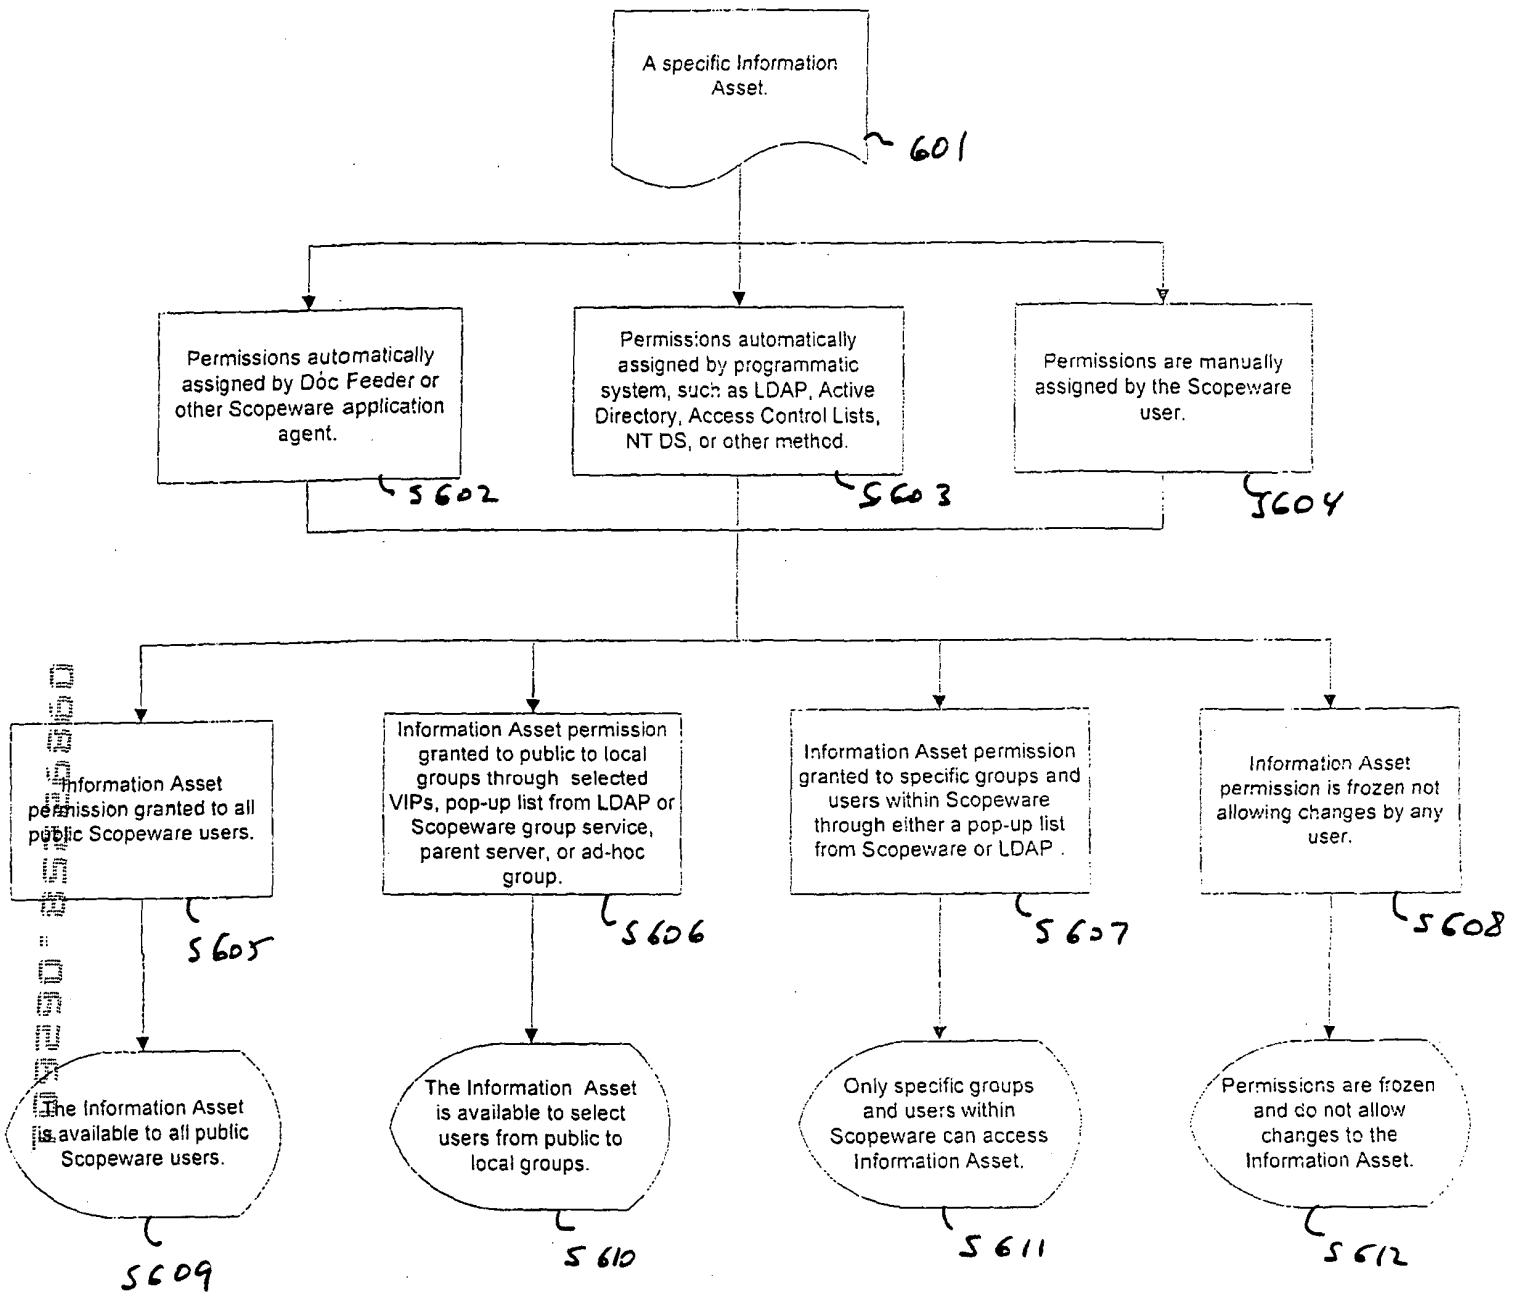 A specific Information
Asset.
601
Permissions automatically
assigned by Doc Feeder or
other Scopeware application
agent.
S602
Permissions automatically
assigned by programmatic
system, such as LDAP, Active
Directory, Access Control Lists,
NT DS, or other method.
S603
Permissions are manually
assigned by the Scopeware
user.
S604
Information Asset
permission granted to all
public Scopeware users.
S605
Information Asset permission
granted to public to local
groups through selected
VIPs, pop-up list from LDAP or
Scopeware group service,
parent server, or ad-hoc
group.
S606
Information Asset permission
granted to specific groups and
users within Scopeware
through either a pop-up list
from Scopeware or LDAP .
S607
Information Asset
permission is frozen not
allowing changes by any
user.
S608
The Information Asset
is available to all public
Scopeware users.
S609
The Information Asset
is available to select
users from public to
local groups.
S610
Only specific groups
and users within
Scopeware can access
Information Asset.
S611
Permissions are frozen
and do not allow
changes to the
Information Asset.
S612